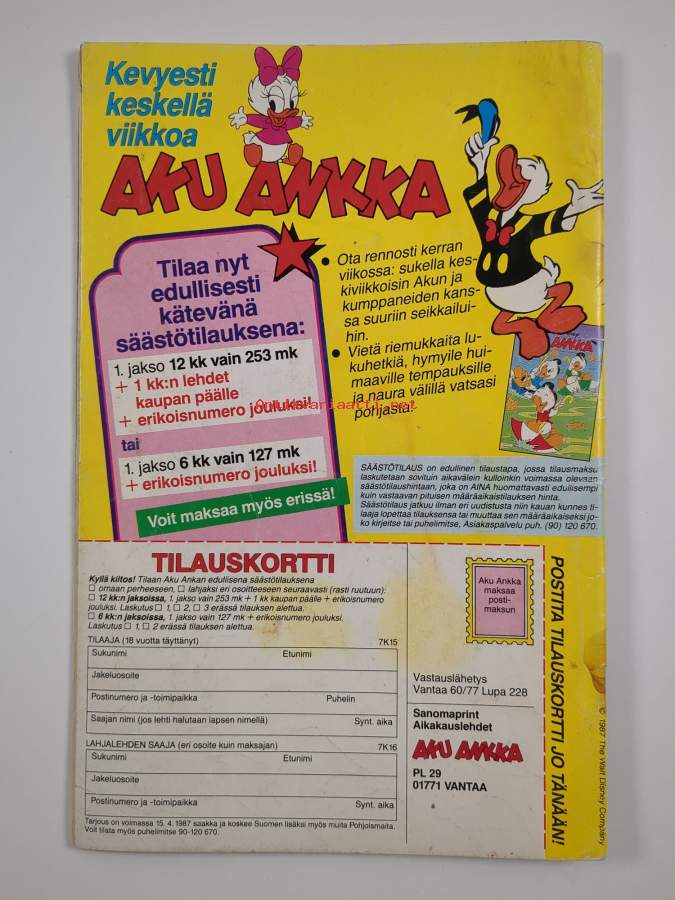 Kevyesti
keskellä
viikkoa
AKU ANKKA
Tilaa nyt
edullisesti
kätevänä
säästötilauksena:
1. jakso 12 kk vain 253 mk
+ 1 kk:n lehdet
kaupan päälle
+ erikoisnumero jouluksi!
tai
1. jakso 6 kk vain 127 mk
+ erikoisnumero jouluksi!
Voit maksaa myös erissä!
• Ota rennosti kerran
viikossa: sukella kes-
kiviikkoisin Akun ja
kumppaneiden kans-
sa suuriin seikkailui-
hin.
• Vietä riemukkaita lu-
kuhetkiä, hymyile hui-
maaville tempauksille
ja naura välillä vatsasi
pohjasta!
Antikvariaatti.net
ANKKA
SÄÄSTÖTILAUS on edullinen tilaustapa, jossa tilausmaksu
laskutetaan sovituin aikavälein kulloinkin voimassa olevaan
säästötilaushintaan, joka on AINA huomattavasti edullisempi
kuin vastaavan pituisen määräaikaistilauksen hinta.
Säästötilaus jatkuu ilman eri uudistusta niin kauan kunnes ti-
laaja lopettaa tilauksensa tai muuttaa sen määräaikaiseksi jo-
ko kirjeitse tai puhelimitse, Asiakaspalvelu puh. (90) 120 670.
TILAUSKORTTI
Kyllä kiitos! Tilaan Aku Ankan edullisena säästötilauksena
☐ omaan perheeseen, ☐ lahjaksi eri osoitteeseen seuraavasti (rasti ruutuun):
☐ 12 kk:n jaksoissa, 1. jakso vain 253 mk + 1 kk kaupan päälle + erikoisnumero
jouluksi. Laskutus ☐ 1, ☐ 2, ☐ 3 erässä tilauksen alettua.
☐ 6 kk:n jaksoissa, 1. jakso vain 127 mk + erikoisnumero jouluksi.
Laskutus ☐ 1, ☐ 2 erässä tilauksen alettua.
TILAAJA (18 vuotta täyttänyt) 7K15
Sukunimi Etunimi
Jakeluosoite
Postinumero ja -toimipaikka Puhelin
Saajan nimi (jos lehti halutaan lapsen nimellä) Synt. aika
LAHJALEHDEN SAAJA (eri osoite kuin maksajan) 7K16
Sukunimi Etunimi
Jakeluosoite
Postinumero ja -toimipaikka Synt. aika
Tarjous on voimassa 15. 4. 1987 saakka ja koskee Suomen lisäksi myös muita Pohjoismaita.
Voit tilata myös puhelimitse 90-120 670.
Aku Ankka
maksaa
posti-
maksun
Vastauslähetys
Vantaa 60/77 Lupa 228
Sanomaprint
Aikakauslehdet
AKU ANKKA
PL 29
01771 VANTAA
POSTITA TILAUSKORTTI JO TÄNÄÄN!
© 1987 The Walt Disney Company